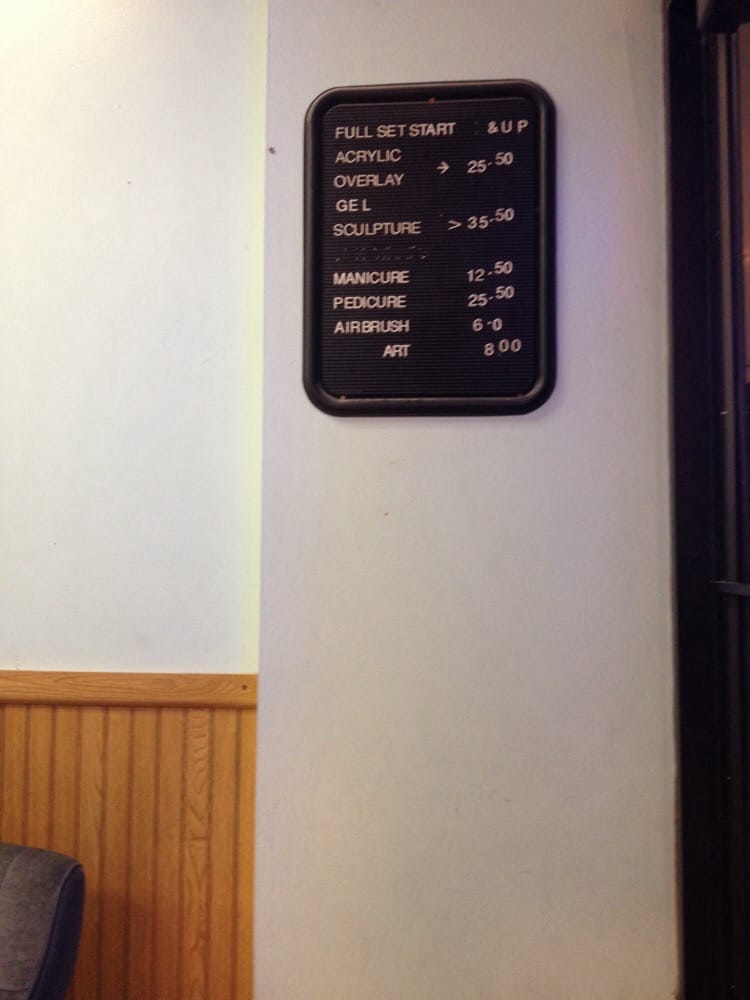 FULL SET START & U P
ACRYLIC
→ 25.50
OVERLAY
GE L
SCULPTURE > 35.50
MANICURE 12.50
PEDICURE 25.50
AIRBRUSH 6.0
ART 8 00